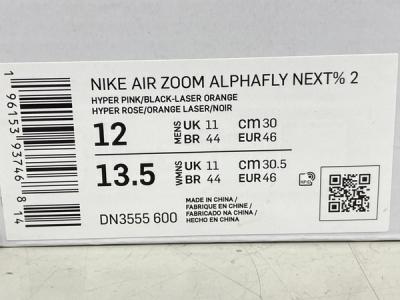 NIKE AIR ZOOM ALPHAFLY NEXT% 2
HYPER PINK/BLACK-LASER ORANGE
HYPER ROSE/ORANGE LASER/NOIR
12 MENS UK 11 CM 30
BR 44 EUR 46
13.5 WMNS UK 11 CM 30.5
BR 44 EUR 46
DN3555 600
MADE IN CHINA /
FABRIQUE EN CHINE /
FABRICADO NA CHINA /
HECHO EN CHINA
1 96153 93746 8 14